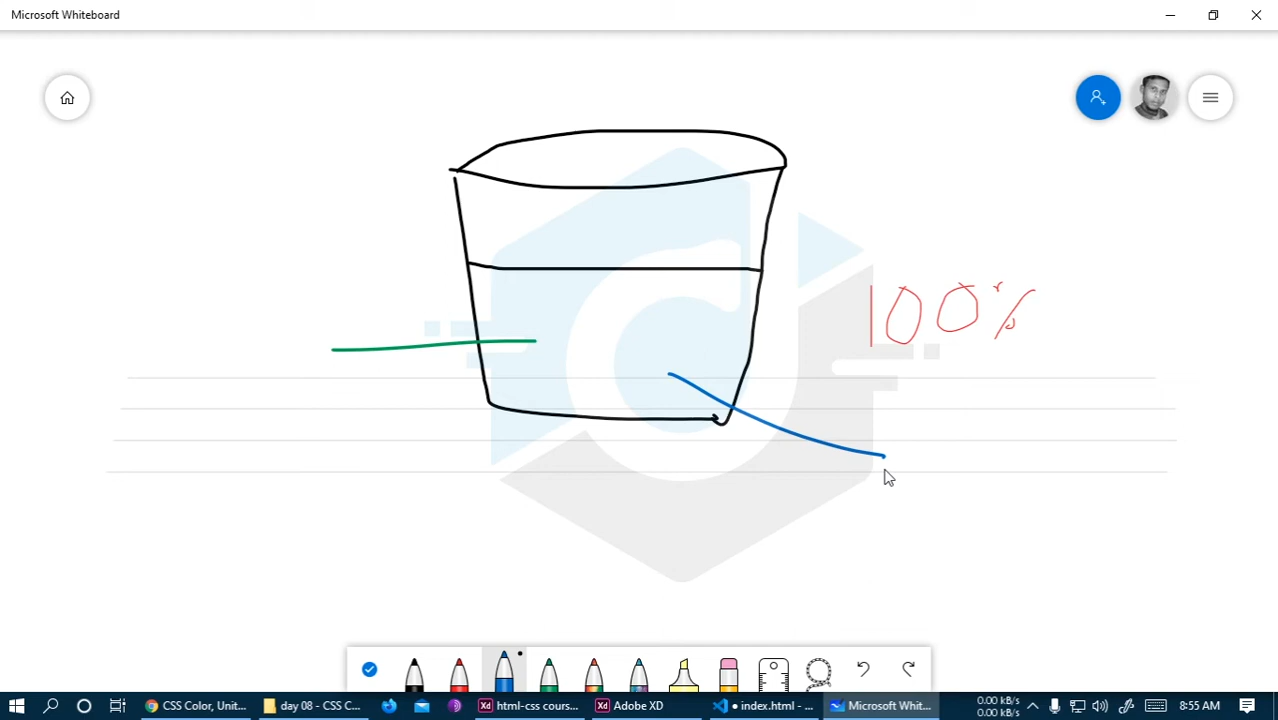 Microsoft Whiteboard
100%
CSS Color, Unit...
day 08 - CSS C...
html-css cours...
Adobe XD
• index.html - ...
Microsoft Whit...
0.00 kB/s
0.00 kB/s
8:55 AM